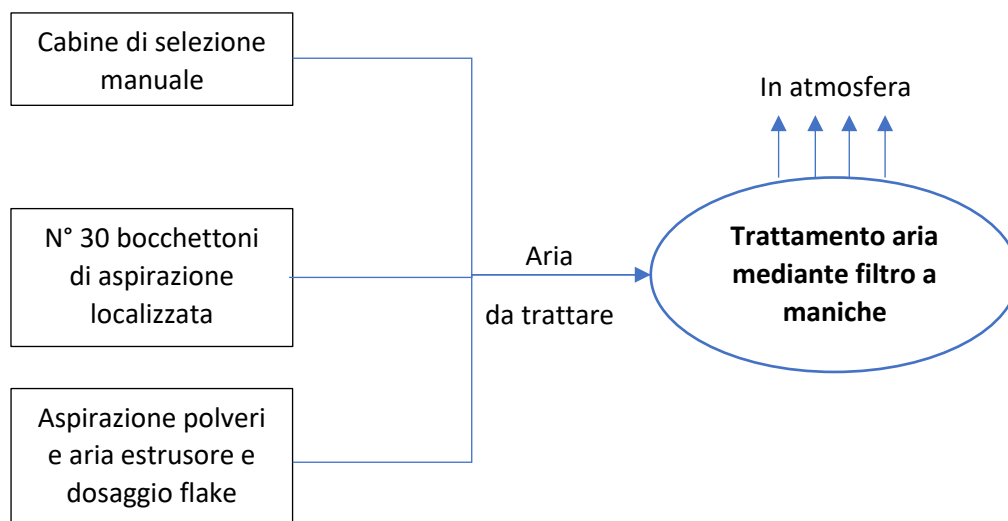 Cabine di selezione
manuale
N° 30 bocchettoni
di aspirazione
localizzata
Aspirazione polveri
e aria estrusore e
dosaggio flake
Aria
da trattare
In atmosfera
Trattamento aria
mediante filtro a
maniche